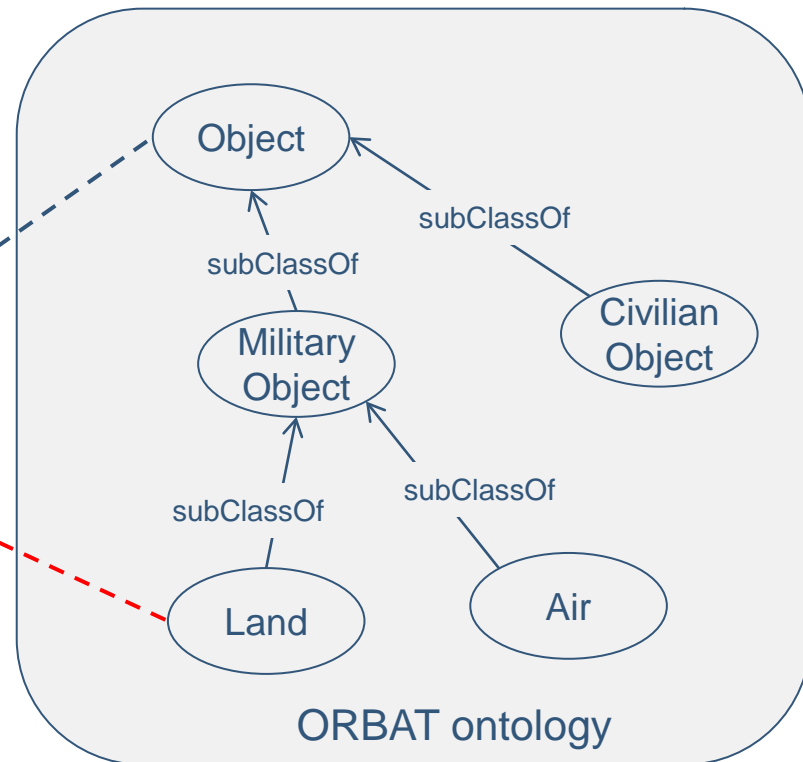 Object
subClassOf
subClassOf
Civilian
Object
Military
Object
subClassOf
subClassOf
Land
Air
ORBAT ontology